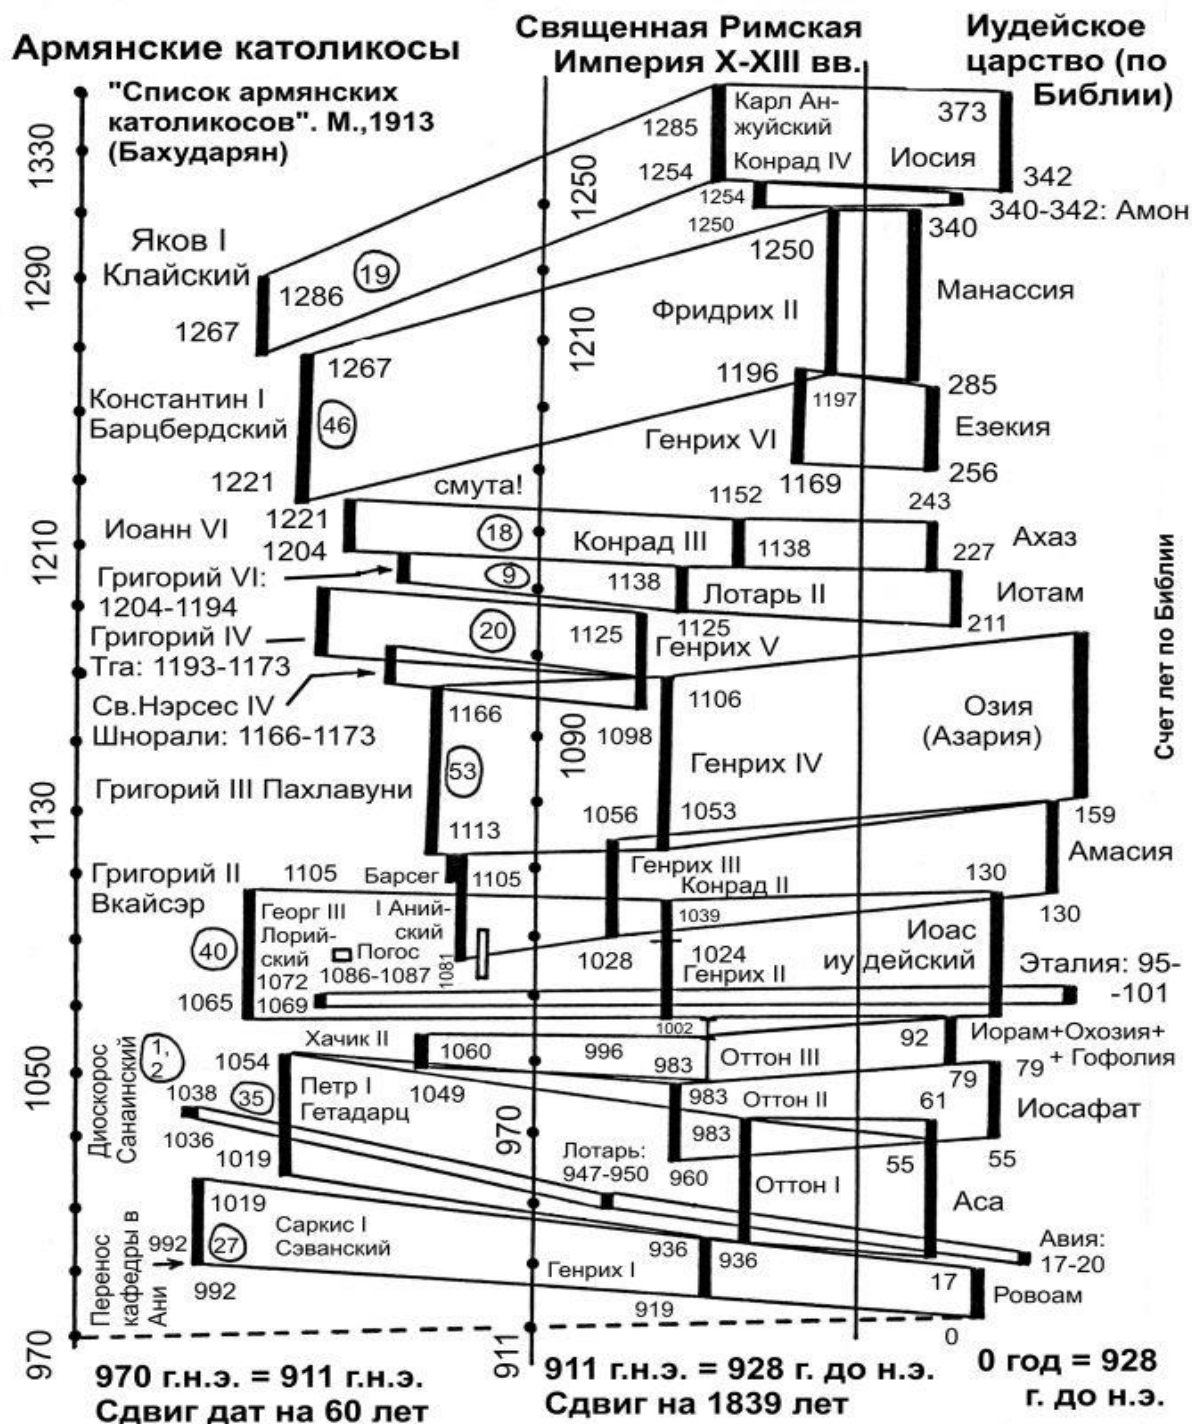 Армянские католикосы
Священная Римская
Империя X-XIII вв.
Иудейское
царство (по
Библии)
"Список армянских
католикосов". М.,1913
(Бахударян)
1330
1290
1210
1130
1050
970
1250
1210
1090
970
911
Карл Ан-
жуйский
1285
373
Конрад IV
Иосия
1254
342
1254
340-342: Амон
1250
340
1250
Яков I
Клайский
19
1286
1267
Манассия
Фридрих II
1267
1196
285
Константин I
Барцбердский
46
1197
Генрих VI
Езекия
1221
1169
256
смута!
1152
243
Иоанн VI
1221
18
Конрад III
1138
227
Ахаз
1204
Григорий VI:
1204-1194
9
1138
Лотарь II
Иотам
211
Григорий IV
Тга: 1193-1173
20
1125
1125
Генрих V
Св.Нэрсес IV
Шнорали: 1166-1173
1166
1098
1106
Озия
(Азария)
Счет лет по Библии
Григорий III Пахлавуни
53
Генрих IV
1056
1053
1113
159
Григорий II
Вкайсэр
1105
Барсег
1105
I Аний-
ский
Генрих III
Конрад II
130
Амасия
130
Георг III
Лорий-
ский
1072
1069
40
Погос
1086-1087
1081
1039
1028
1024
Генрих II
Иоас
иу дейский
Эталия: 95-
-101
1065
1002
Хачик II
1060
996
983
Оттон III
92
Иорам+Охозия+
+ Гофолия
79
79
Диоскорос
Санаинский
1,
2
1054
1049
35
Петр I
Гетадарц
983
Оттон II
61
Иосафат
1038
1036
983
1019
Лотарь:
947-950
960
Оттон I
55
55
Аса
1019
Саркис I
Сэванский
936
936
Авия:
17-20
992
27
Перенос
кафедры в
Ани
992
Генрих I
919
17
Ровоам
0
970 г.н.э. = 911 г.н.э.
Сдвиг дат на 60 лет
911 г.н.э. = 928 г. до н.э.
Сдвиг на 1839 лет
0 год = 928
г. до н.э.